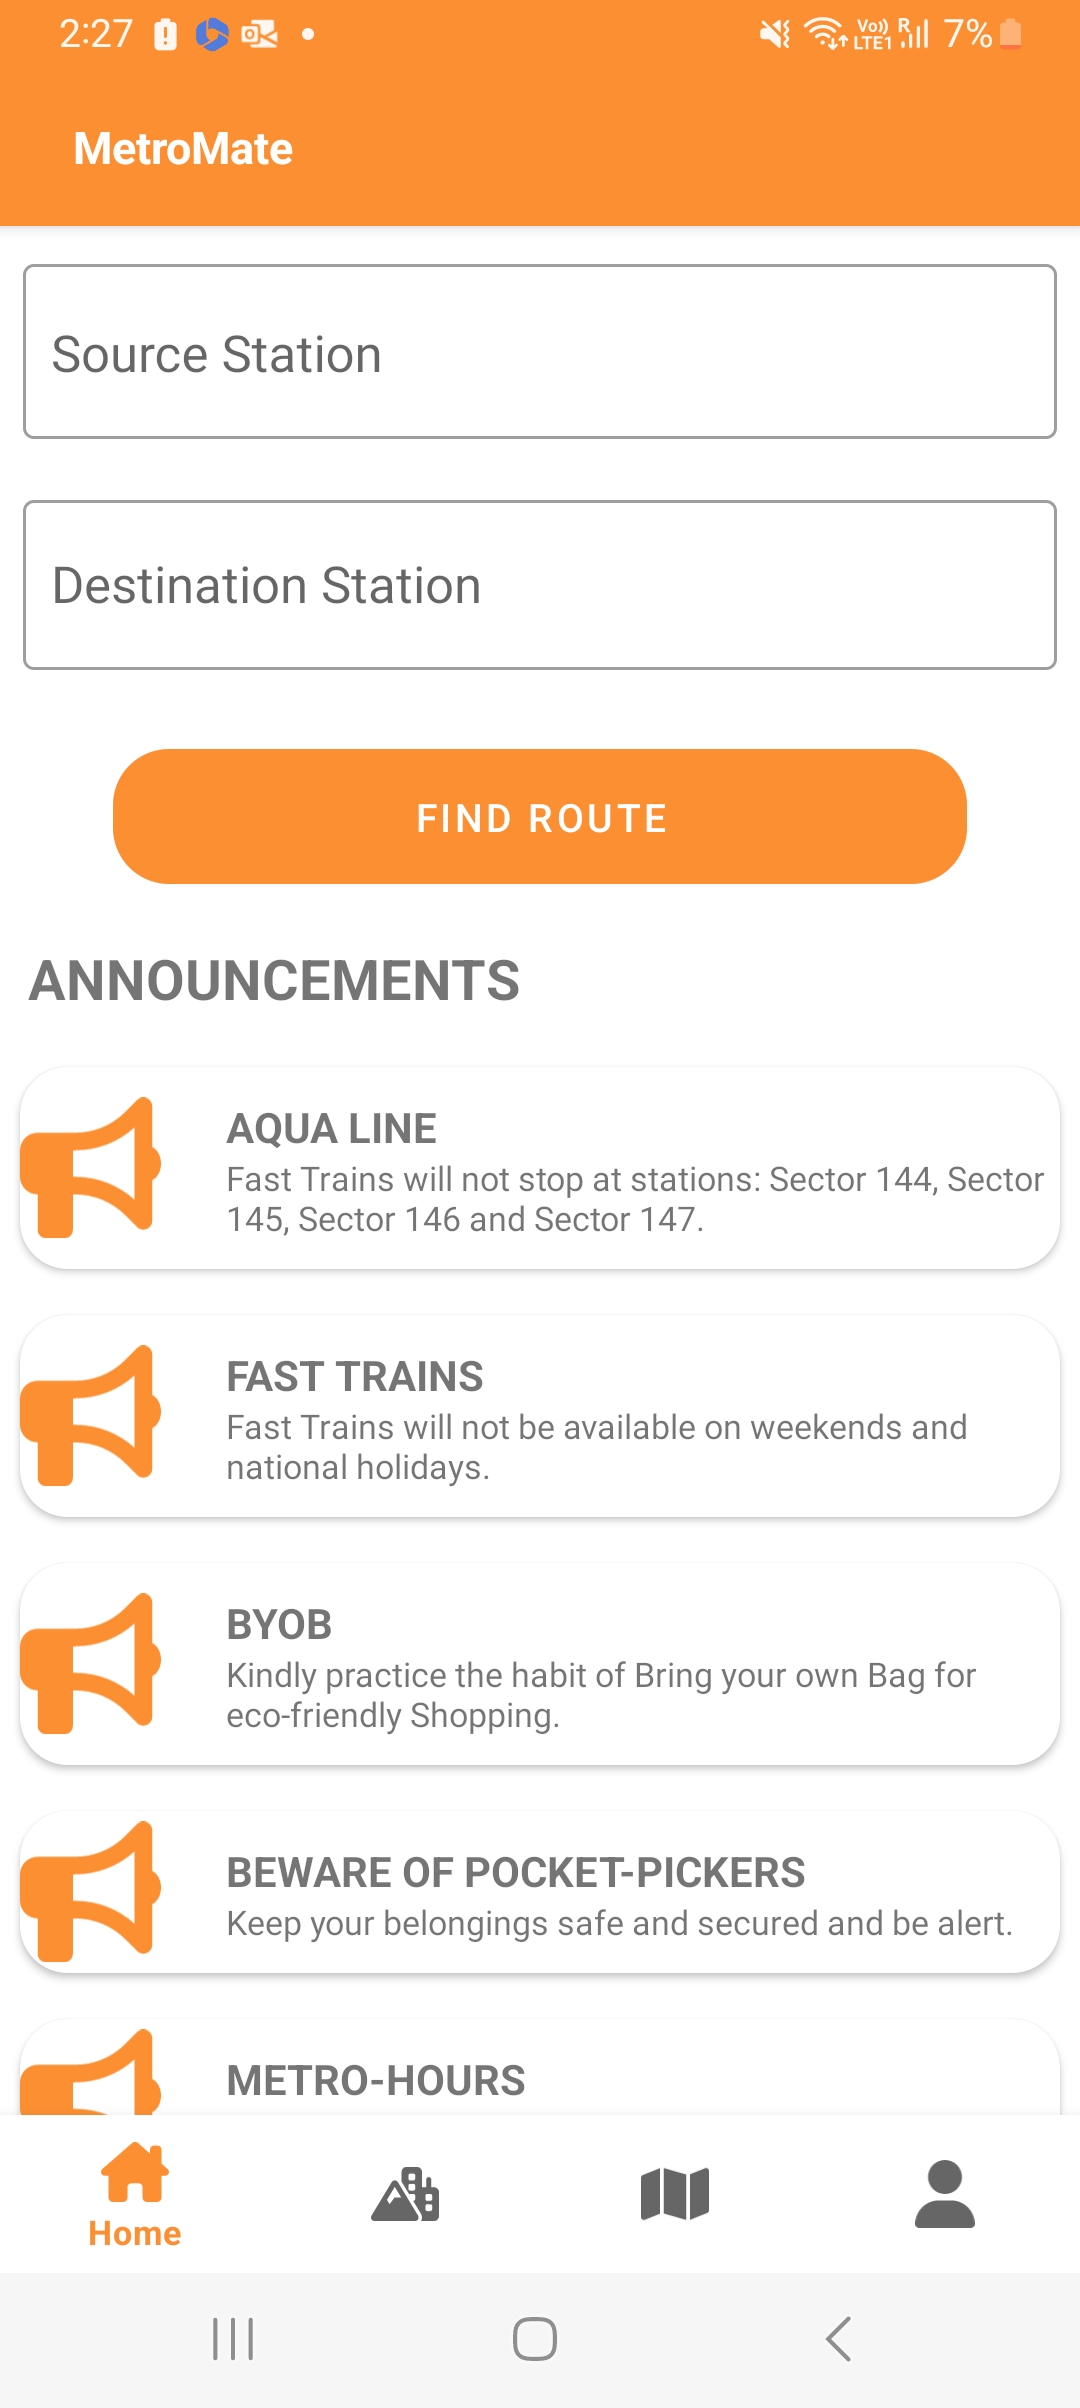 2:27
Vo)) R 7%
LTE1
MetroMate
Source Station
Destination Station
FIND ROUTE
ANNOUNCEMENTS
AQUA LINE
Fast Trains will not stop at stations: Sector 144, Sector
145, Sector 146 and Sector 147.
FAST TRAINS
Fast Trains will not be available on weekends and
national holidays.
BYOB
Kindly practice the habit of Bring your own Bag for
eco-friendly Shopping.
BEWARE OF POCKET-PICKERS
Keep your belongings safe and secured and be alert.
METRO-HOURS
Home